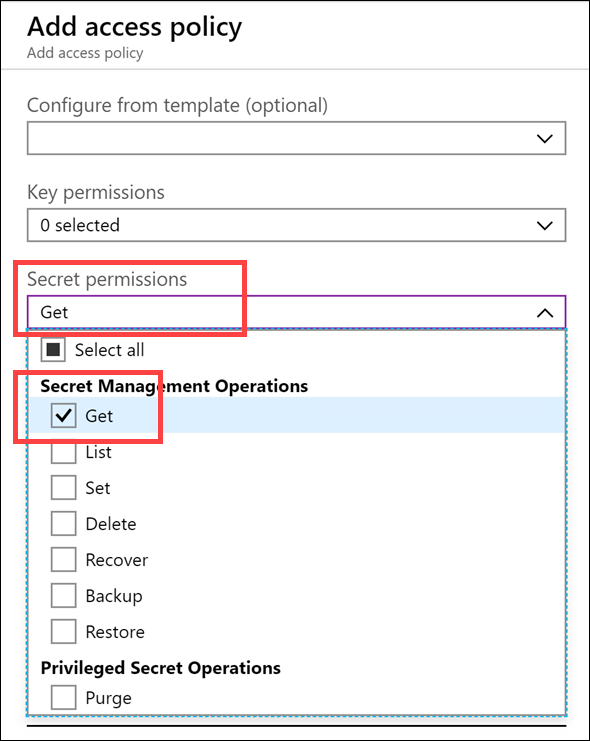 Add access policy
Add access policy
Configure from template (optional)
Key permissions
0 selected
Secret permissions
Get
Select all
Secret Management Operations
Get
List
Set
Delete
Recover
Backup
Restore
Privileged Secret Operations
Purge